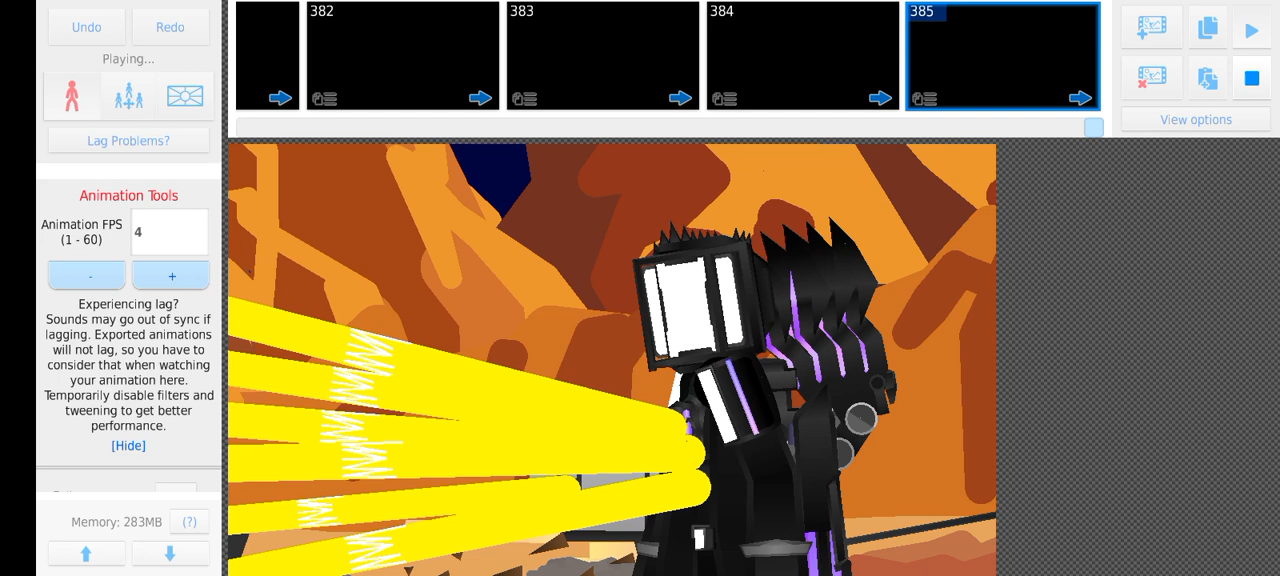 Undo Redo
Playing...
Lag Problems?
Animation Tools
Animation FPS
(1 - 60)
4
- +
Experiencing lag?
Sounds may go out of sync if
lagging. Exported animations
will not lag, so you have to
consider that when watching
your animation here.
Temporarily disable filters and
tweening to get better
performance.
[Hide]
Memory: 283MB (?)
382 383 384 385
View options